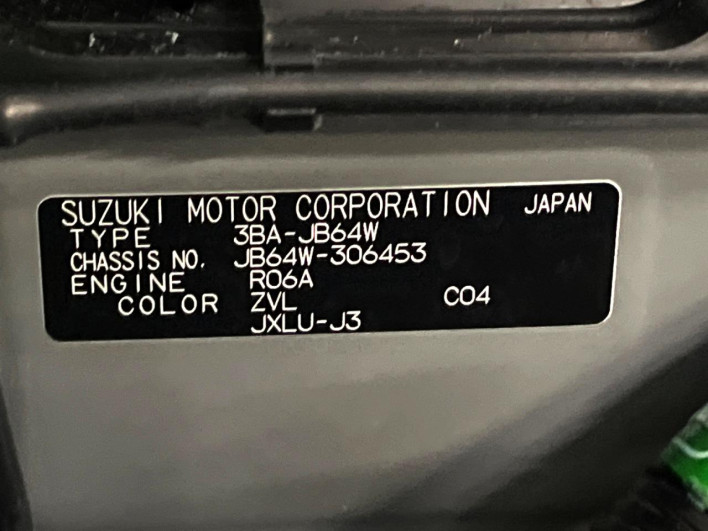 SUZUKI MOTOR CORPORATION JAPAN
TYPE 3BA-JB64W
CHASSIS NO. JB64W-306453
ENGINE R06A
COLOR ZVL C04
JXLU-J3